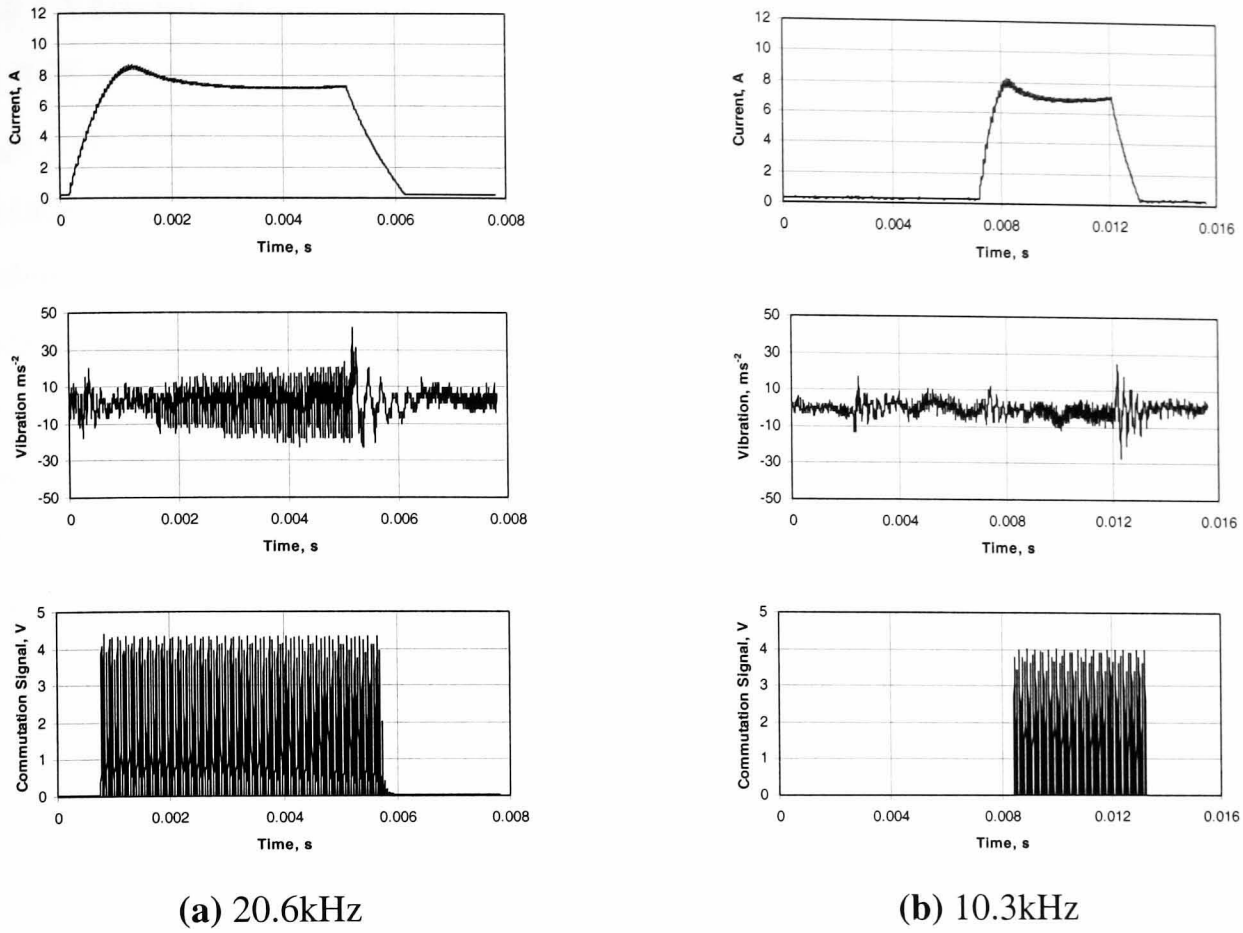 12
10
8
6
4
2
0
Current, A
0 0.002 0.004 0.006 0.008
Time, s
50
30
10
-10
-30
-50
Vibration ms-2
0 0.002 0.004 0.006 0.008
Time, s
5
4
3
2
1
0
Commutation Signal, V
0 0.002 0.004 0.006 0.008
Time, s
(a) 20.6kHz
12
10
8
6
4
2
0
Current, A
0 0.004 0.008 0.012 0.016
Time, s
50
30
10
-10
-30
-50
Vibration, ms-2
0 0.004 0.008 0.012 0.016
Time, s
5
4
3
2
1
0
Commutation Signal, V
0 0.004 0.008 0.012 0.016
Time, s
(b) 10.3kHz